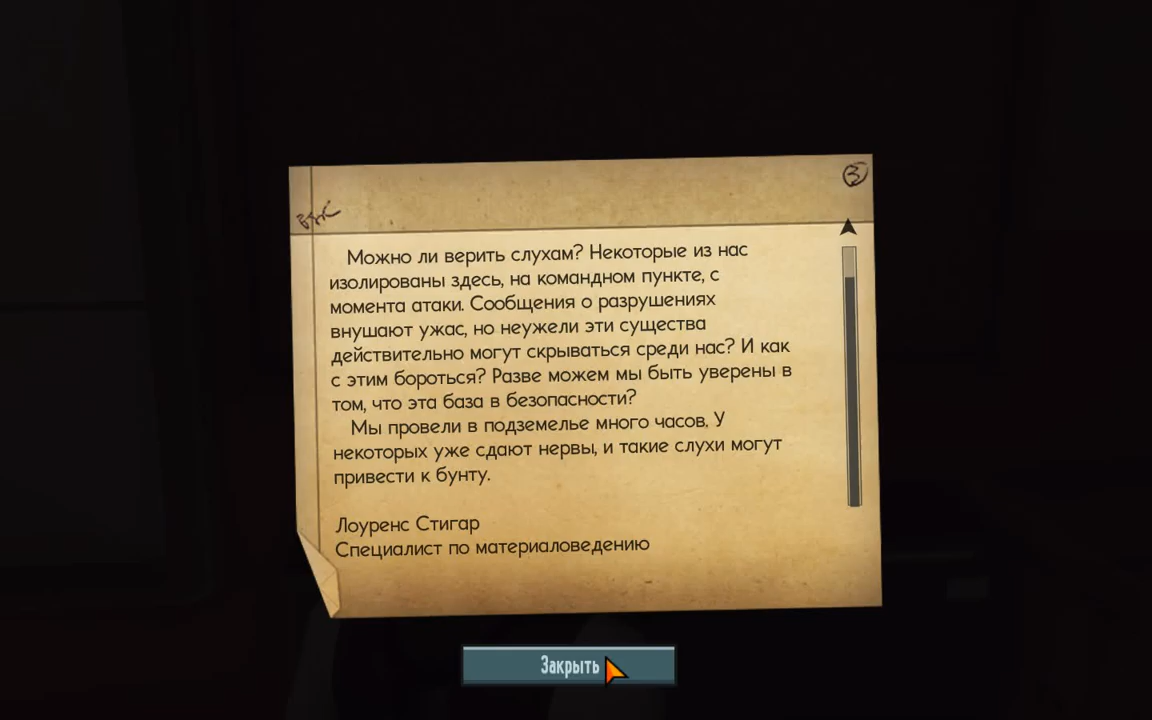 3
Можно ли верить слухам? Некоторые из нас
изолированы здесь, на командном пункте, с
момента атаки. Сообщения о разрушениях
внушают ужас, но неужели эти существа
действительно могут скрываться среди нас? И как
с этим бороться? Разве можем мы быть уверены в
том, что эта база в безопасности?
Мы провели в подземелье много часов. У
некоторых уже сдают нервы, и такие слухи могут
привести к бунту.
Лоуренс Стигар
Специалист по материаловедению
Закрыть